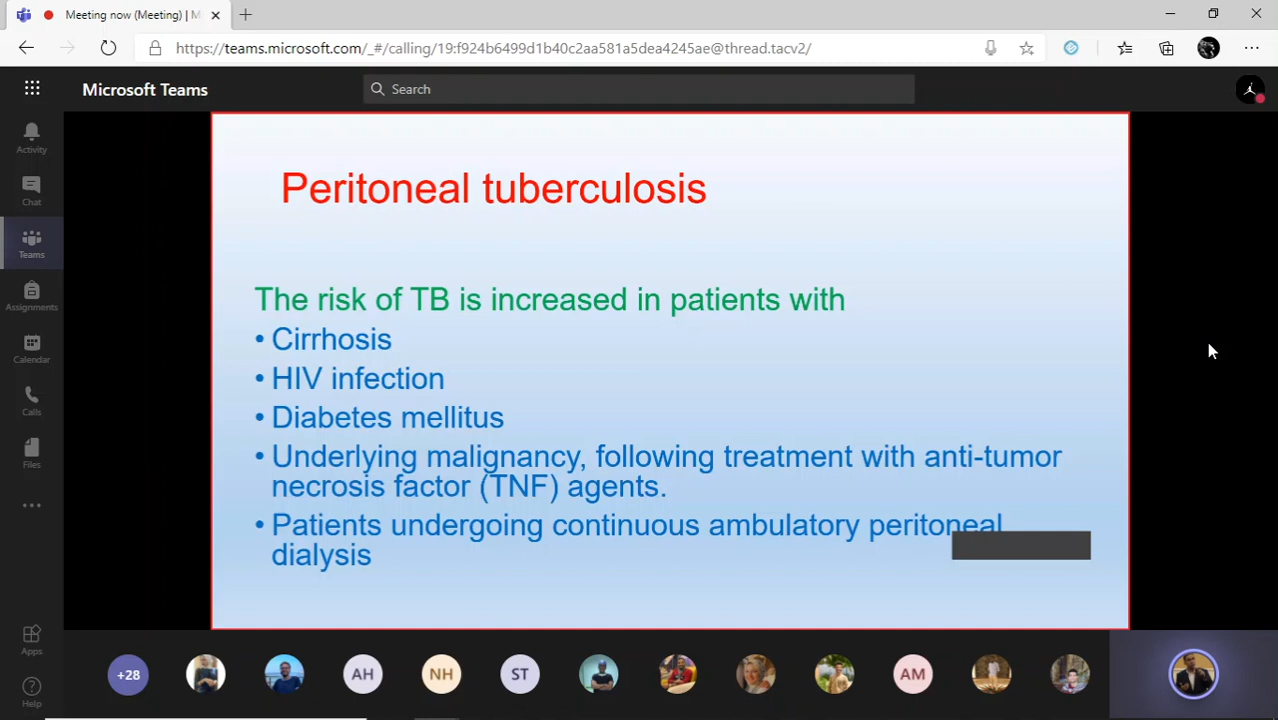 Meeting now (Meeting) | M
https://teams.microsoft.com/_#/calling/19:f924b6499d1b40c2aa581a5dea4245ae@thread.tacv2/
Microsoft Teams
Search
Activity
Chat
Teams
Assignments
Calendar
Calls
Files
Apps
Help
Peritoneal tuberculosis
The risk of TB is increased in patients with
• Cirrhosis
• HIV infection
• Diabetes mellitus
• Underlying malignancy, following treatment with anti-tumor
necrosis factor (TNF) agents.
• Patients undergoing continuous ambulatory peritoneal
dialysis
+28
AH
NH
ST
AM